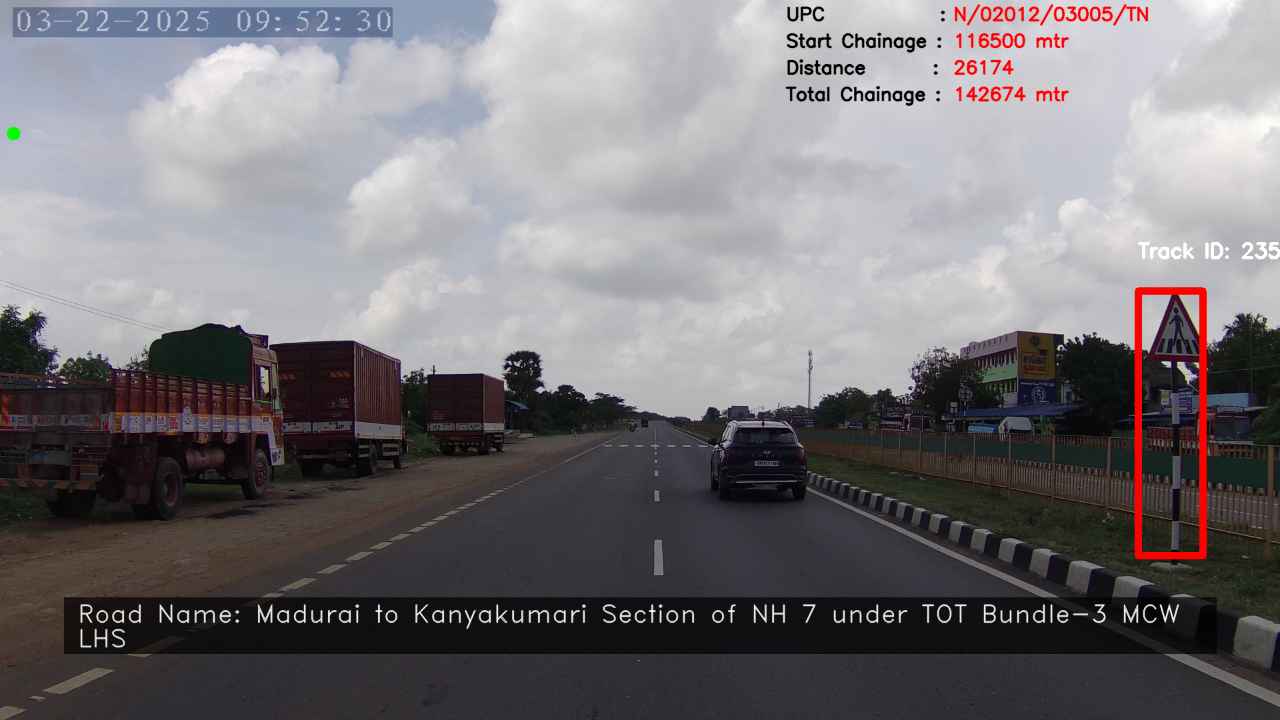 03-22-2025 09:52:30
UPC : N/02012/03005/TN
Start Chainage : 116500 mtr
Distance : 26174
Total Chainage : 142674 mtr
Track ID: 235
Road Name: Madurai to Kanyakumari Section of NH 7 under TOT Bundle-3 MCW
LHS